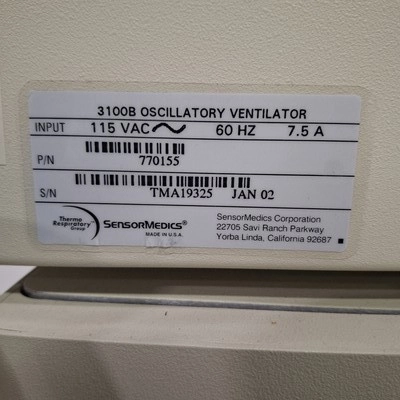 3100B OSCILLATORY VENTILATOR
INPUT 115 VAC 60 HZ 7.5 A
P/N 770155
S/N TMA19325 JAN 02
Thermo Respiratory Group
SENSORMEDICS®
MADE IN U.S.A.
SensorMedics Corporation
22705 Savi Ranch Parkway
Yorba Linda, California 92687